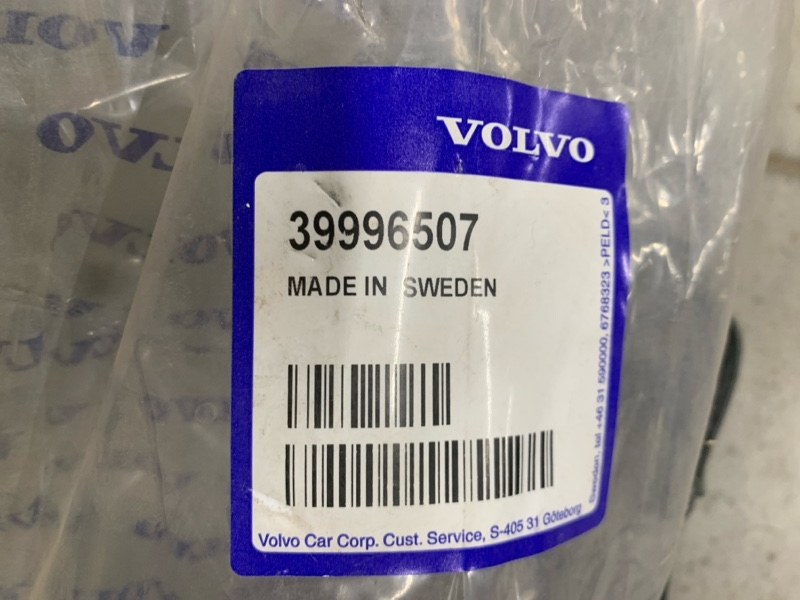 VOLVO
39996507
MADE IN SWEDEN
Volvo Car Corp. Cust. Service, S-405 31 Göteborg
Sweden, tel +46 31 590000, 6768323 >PELD< 3
VOLVO